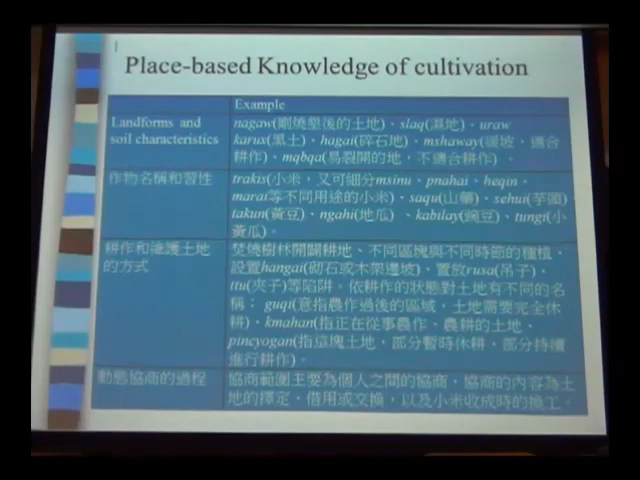 Place-based Knowledge of cultivation
Example
Landforms and
soil characteristics
nagaw(剛燒墾後的土地)、slaq(濕地)、uraw
karux(黑土)、hagai(碎石地)、mshaway(緩坡,適合
耕作)、mqbqa(易裂開的地,不適合耕作)。
作物名稱和習性
trakis(小米,又可細分msinu、pnahai、heqin、
marai等不同用途的小米)、saqu(山藥)、sehui(芋頭)
takun(黃豆)、ngahi(地瓜)、kabilay(豌豆)、tungi(小
黃瓜)。
耕作和維護土地
的方式
焚燒樹林開闢耕地、不同區塊與不同時節的種植,
設置hangai(砌石或木架邊坡)、置放rusa(吊子)、
ttu(夾子)等陷阱。依耕作的狀態對土地有不同的名
稱:guqi(意指農作過後的區域,土地需要完全休
耕)、kmahan(指正在從事農作、農耕的土地、
pincyogan(指這塊土地,部分暫時休耕、部分持續
進行耕作)。
動態協商的過程
協商範圍主要為個人之間的協商,協商的內容為土
地的擇定、借用或交換,以及小米收成時的換工。